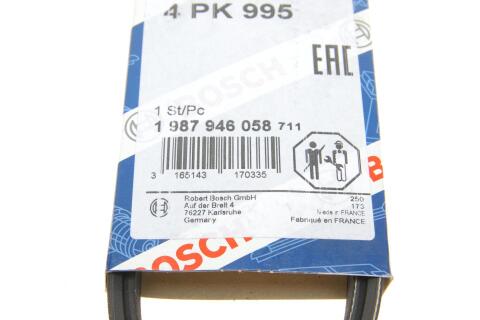 4 PK 995
EAC
1 St/Pc
1 987 946 058 711
3 165143 170335
Robert Bosch GmbH
Auf der Breit 4
76227 Karlsruhe
Germany
250
173
Made in FRANCE
Fabriqué en FRANCE
BOSCH
BOSCH